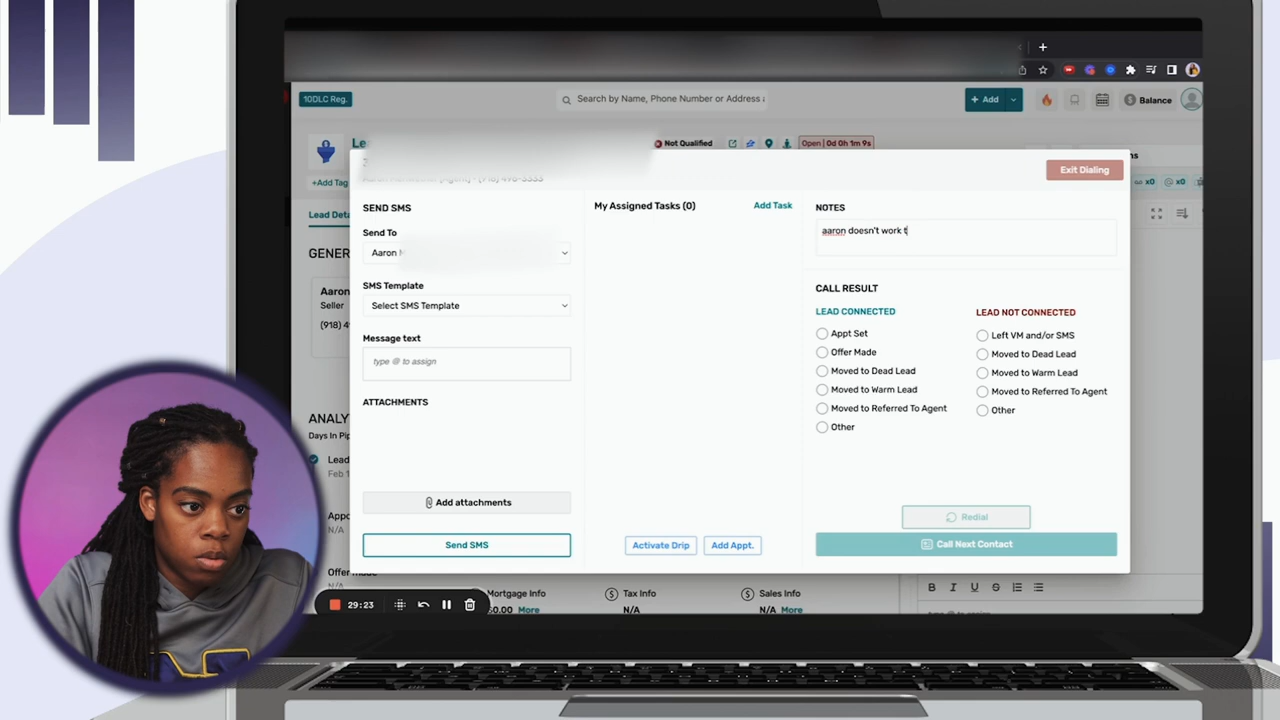 10DLC Reg.
Search by Name, Phone Number or Address
+ Add
Balance
Not Qualified
Open | 0d 0h 1m 9s
+Add Tag
x0
x0
Exit Dialing
Lead Deta
GENER
Aaron
Seller
(918) 4
ANALY
Days In Pip
Lead
Feb 1
Appo
N/A
Offer made
N/A
SEND SMS
Send To
Aaron M
SMS Template
Select SMS Template
Message text
type @ to assign
ATTACHMENTS
Add attachments
Send SMS
My Assigned Tasks (0)
Add Task
Activate Drip
Add Appt.
NOTES
aaron doesn't work t
CALL RESULT
LEAD CONNECTED
Appt Set
Offer Made
Moved to Dead Lead
Moved to Warm Lead
Moved to Referred To Agent
Other
LEAD NOT CONNECTED
Left VM and/or SMS
Moved to Dead Lead
Moved to Warm Lead
Moved to Referred To Agent
Other
Redial
Call Next Contact
29:23
Mortgage Info
$0.00 More
Tax Info
N/A
Sales Info
N/A More
B I U S